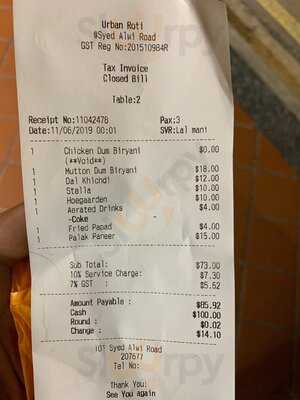 Urban Roti
9Syed Alwi Road
GST Reg No:201510984R
Tax Invoice
Closed Bill
Table:2
Receipt No:11042478 Pax:3
Date:11/06/2019 00:01 SVR:Lal mani
1 Chicken Dum Biryani $0.00
(**Void**)
1 Mutton Dum Biryani $18.00
1 Dal Khichdi $12.00
1 Stella $10.00
1 Hoegaarden $10.00
1 Aerated Drinks $4.00
-Coke
1 Fried Papad $4.00
1 Palak Paneer $15.00
Sub Total: $73.00
10% Service Charge: $7.30
7% GST : $5.62
Amount Payable : $85.92
Cash $100.00
Round : $0.02
Change : $14.10
Syed Alwi Road
207677
Tel No:
Thank You:
See You again